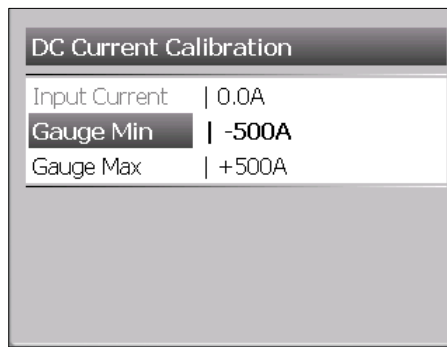 DC Current Calibration
Input Current | 0.0A
Gauge Min | -500A
Gauge Max | +500A